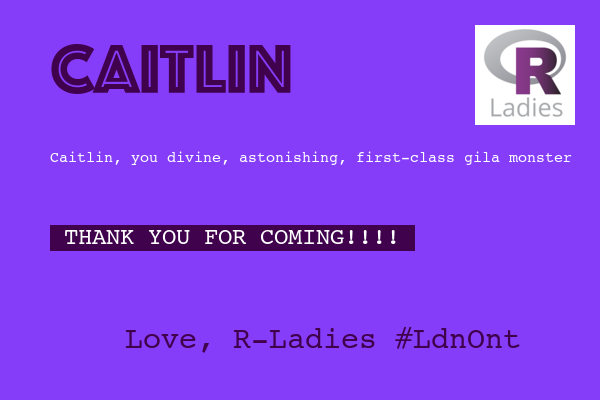 CAITLIN
R
Ladies
Caitlin, you divine, astonishing, first-class gila monster
THANK YOU FOR COMING!!!!
Love, R-Ladies #LdnOnt